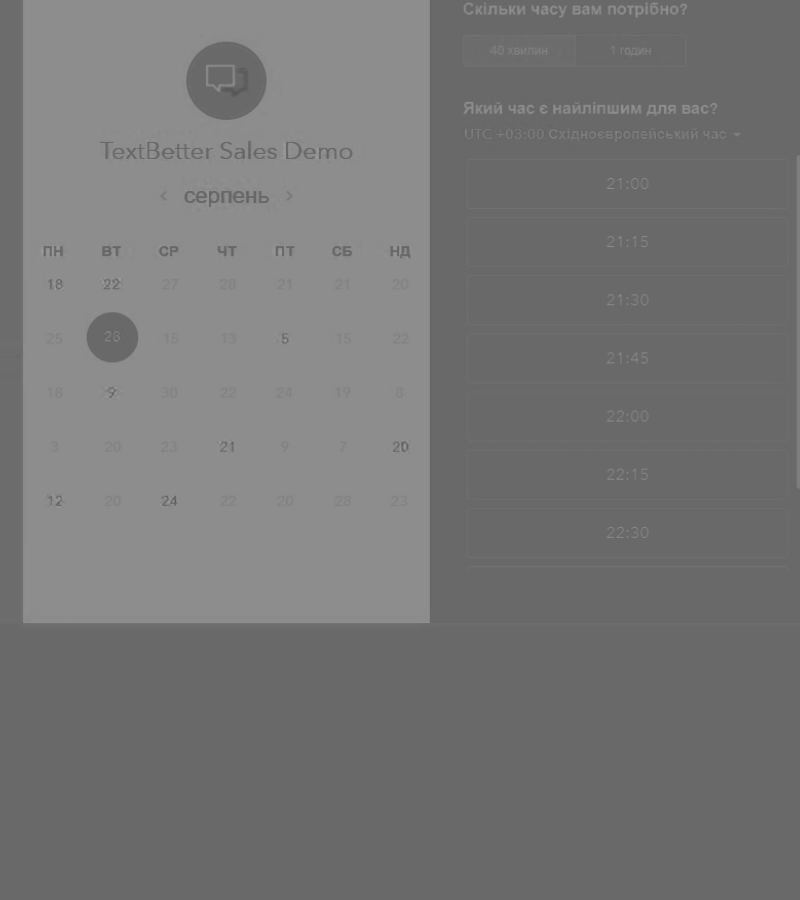 TextBetter Sales Demo
серпень
ПН ВТ СР ЧТ ПТ СБ НД
18 22 27 28 21 21 20
25 23 15 13 5 15 22
18 9 30 22 24 19 8
3 20 23 21 9 7 20
12 20 24 22 20 28 23
Скільки часу вам потрібно?
40 хвилин 1 годин
Який час є найліпшим для вас?
UTC +03:00 Східноєвропейський час
21:00
21:15
21:30
21:45
22:00
22:15
22:30